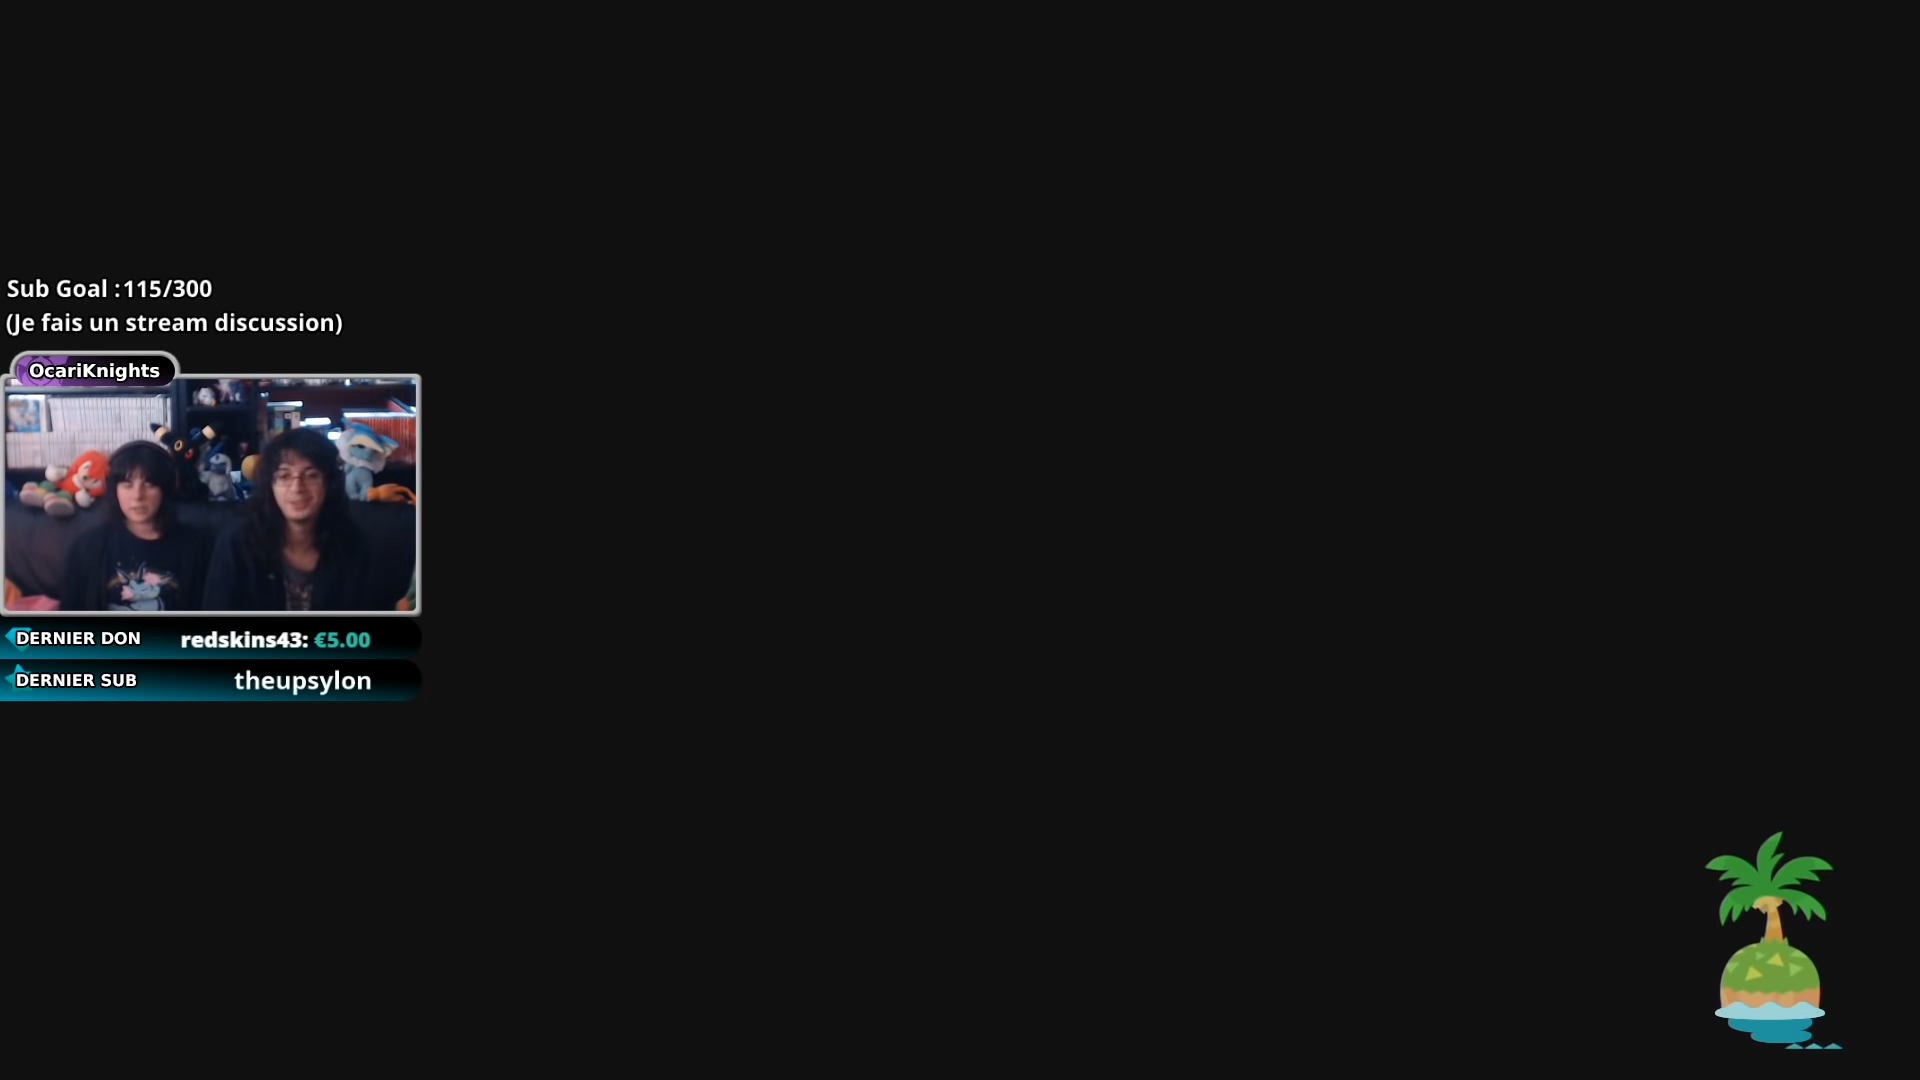 Sub Goal :115/300
(Je fais un stream discussion)
OcariKnights
DERNIER DON redskins43: €5.00
DERNIER SUB theupsylon